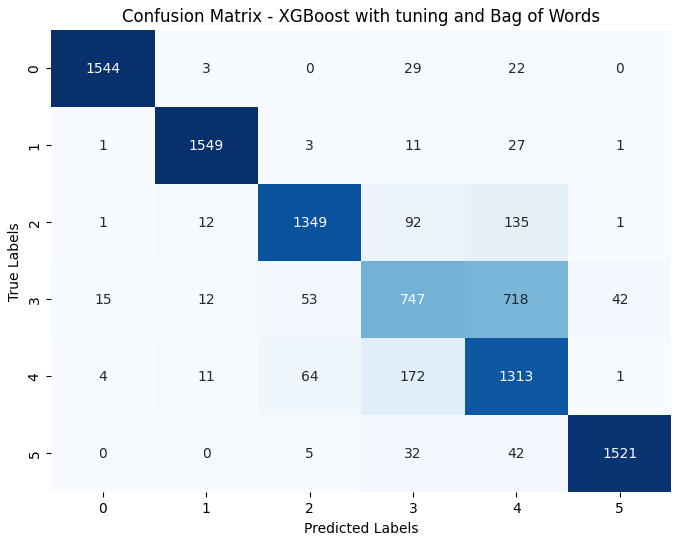 Confusion Matrix - XGBoost with tuning and Bag of Words
0 1544 3 0 29 22 0
1 1 1549 3 11 27 1
2 1 12 1349 92 135 1
3 15 12 53 747 718 42
4 4 11 64 172 1313 1
5 0 0 5 32 42 1521
True Labels
0 1 2 3 4 5
Predicted Labels